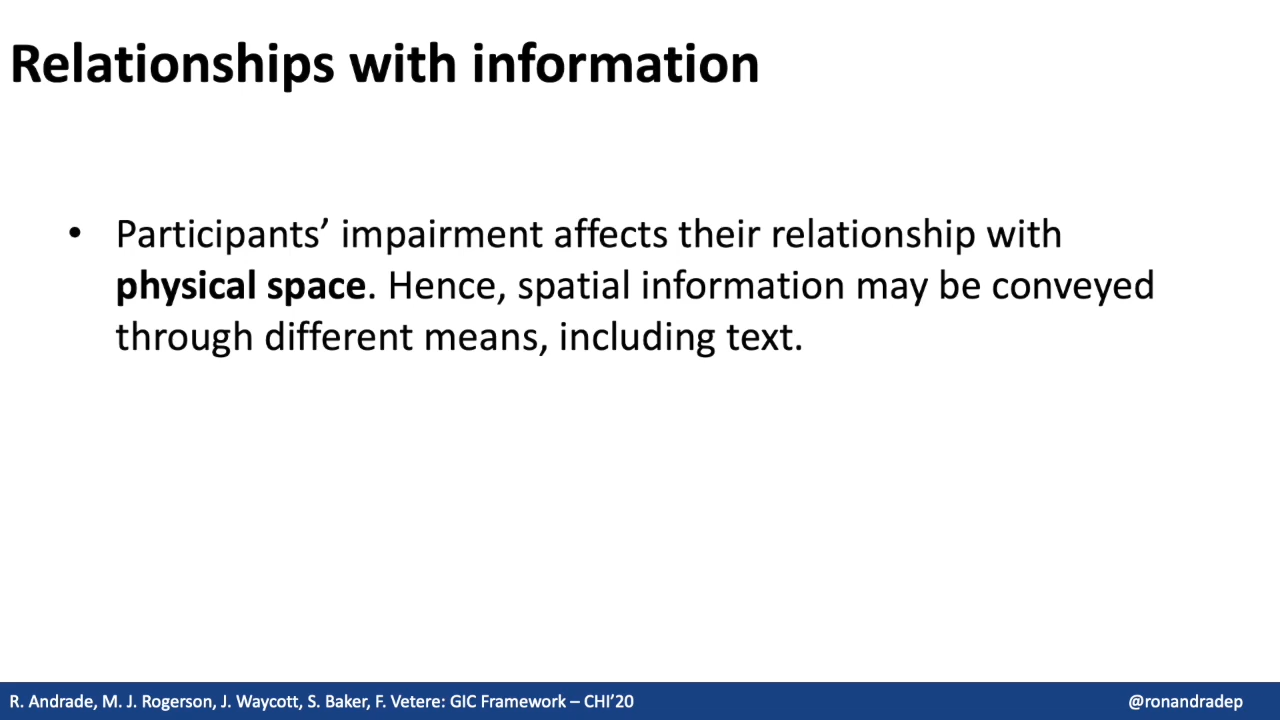 Relationships with information
• Participants’ impairment affects their relationship with
physical space. Hence, spatial information may be conveyed
through different means, including text.
R. Andrade, M. J. Rogerson, J. Waycott, S. Baker, F. Vetere: GIC Framework – CHI’20
@ronandradep